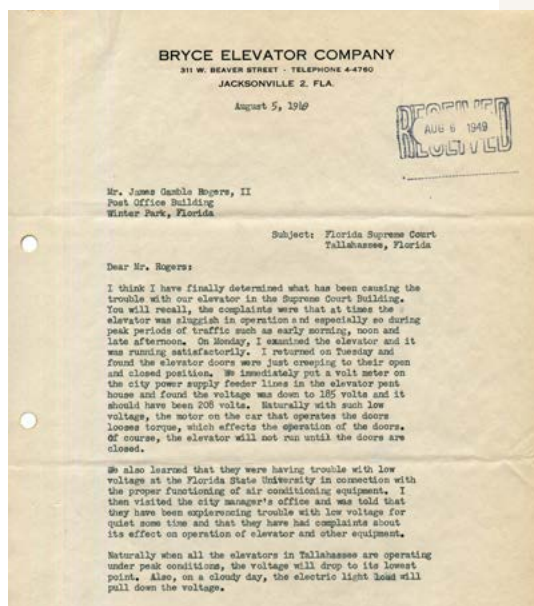 BRYCE ELEVATOR COMPANY
311 W. BEAVER STREET - TELEPHONE 4-4760
JACKSONVILLE 2, FLA.
August 5, 1949
RECEIVED
AUG 6 1949
RECEIVED
Mr. James Gamble Rogers, II
Post Office Building
Winter Park, Florida
Subject: Florida Supreme Court
Tallahassee, Florida
Dear Mr. Rogers:
I think I have finally determined what has been causing the
trouble with our elevator in the Supreme Court Building.
You will recall, the complaints were that at times the
elevator was sluggish in operation and especially so during
peak periods of traffic such as early morning, noon and
late afternoon. On Monday, I examined the elevator and it
was running satisfactorily. I returned on Tuesday and
found the elevator doors were just creeping to their open
and closed position. We immediately put a volt meter on
the city power supply feeder lines in the elevator pent
house and found the voltage was down to 185 volts and it
should have been 208 volts. Naturally with such low
voltage, the motor on the car that operates the doors
looses torque, which effects the operation of the doors.
Of course, the elevator will not run until the doors are
closed.
We also learned that they were having trouble with low
voltage at the Florida State University in connection with
the proper functioning of air conditioning equipment. I
then visited the city manager's office and was told that
they have been expierencing trouble with low voltage for
quiet some time and that they have had complaints about
its effect on operation of elevator and other equipment.
Naturally when all the elevators in Tallahassee are operating
under peak conditions, the voltage will drop to its lowest
point. Also, on a cloudy day, the electric light load will
pull down the voltage.